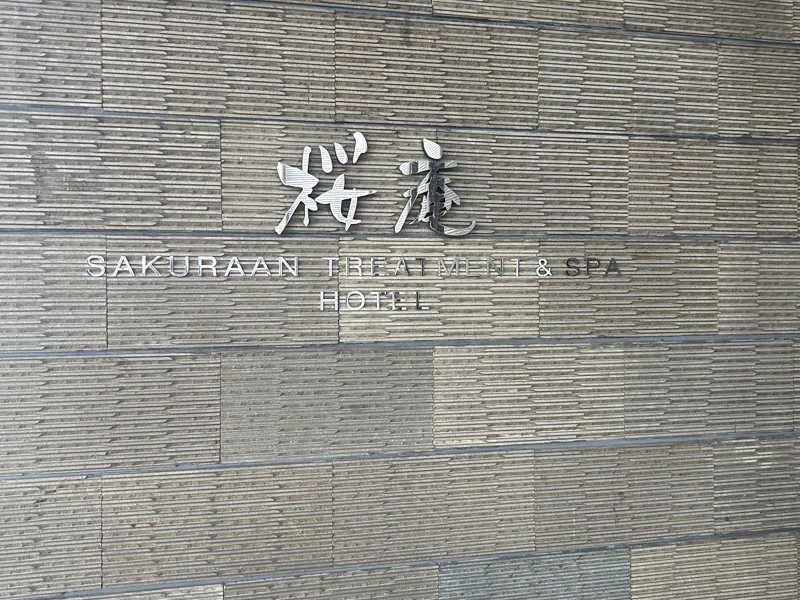 桜庵
SAKURAAN TREATMENT & SPA
HOTEL